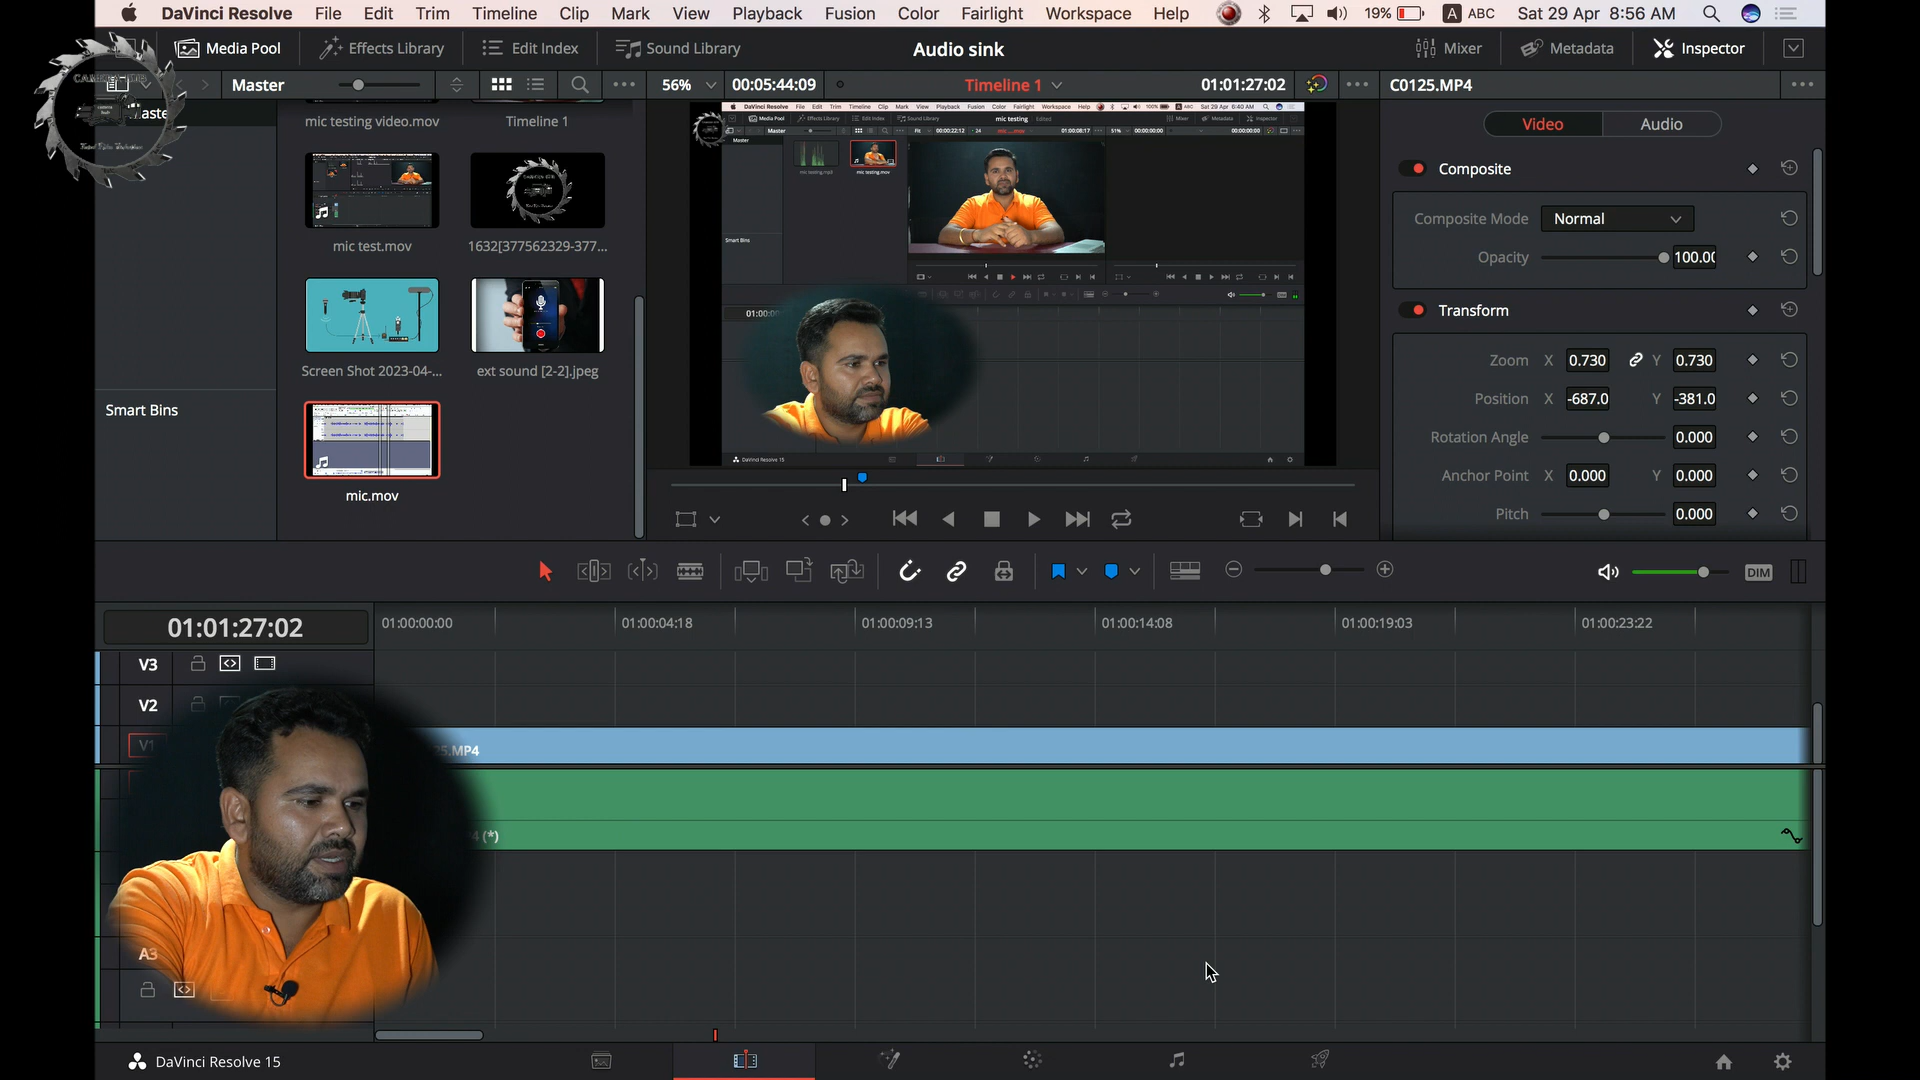 DaVinci Resolve File Edit Trim Timeline Clip Mark View Playback Fusion Color Fairlight Workspace Help 19% A ABC Sat 29 Apr 8:56 AM
Media Pool Effects Library Edit Index Sound Library Audio sink Mixer Metadata Inspector
Master 56% 00:05:44:09 Timeline 1 01:01:27:02 C0125.MP4
mic testing video.mov Timeline 1
Video Audio
Composite
Composite Mode Normal
Opacity 100.00
mic test.mov 1632[377562329-377...
Transform
Zoom X 0.730 Y 0.730
Screen Shot 2023-04-... ext sound [2-2].jpeg
Position X -687.0 Y -381.0
Smart Bins
Rotation Angle 0.000
Anchor Point X 0.000 Y 0.000
mic.mov
Pitch 0.000
DIM
01:01:27:02 01:00:00:00 01:00:04:18 01:00:09:13 01:00:14:08 01:00:19:03 01:00:23:22
V3
V2
V1 25.MP4
4 (*)
A3
DaVinci Resolve 15